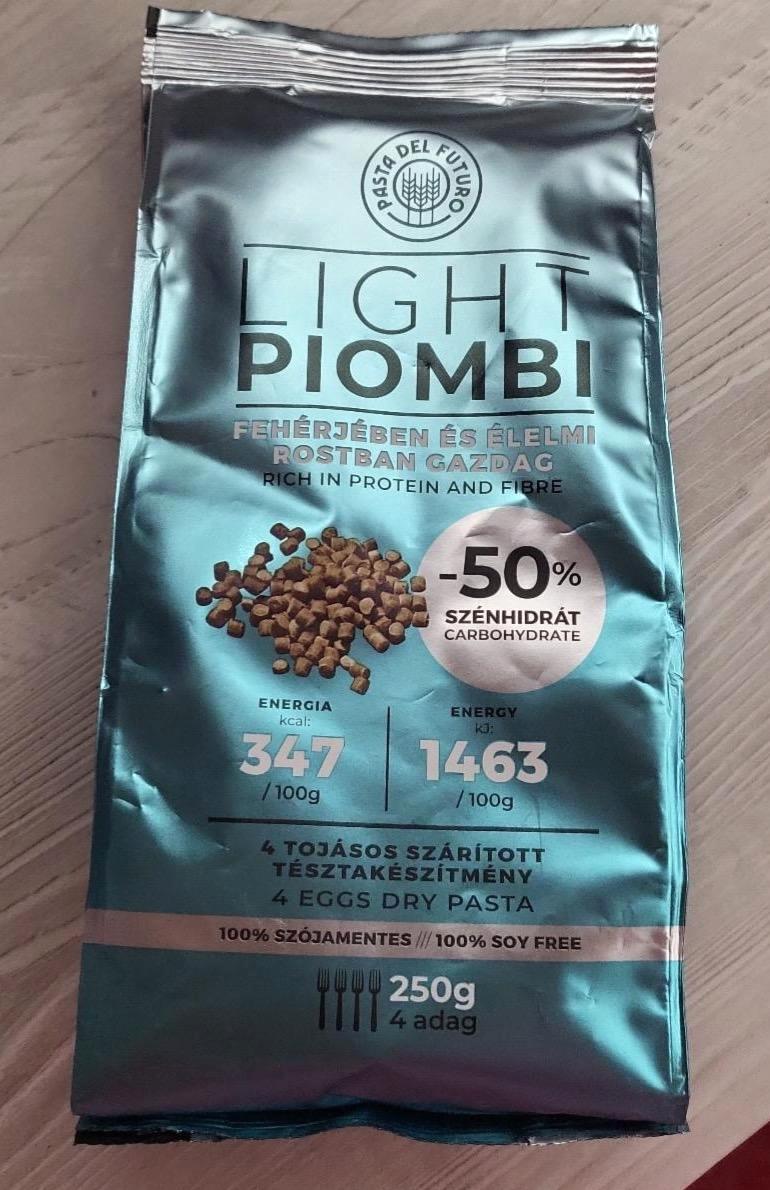 PASTA DEL FUTURO
LIGHT
PIOMBI
FEHÉRJÉBEN ÉS ÉLELMI
ROSTBAN GAZDAG
RICH IN PROTEIN AND FIBRE
-50%
SZÉNHIDRÁT
CARBOHYDRATE
ENERGIA
kcal:
347
/ 100g
ENERGY
kJ:
1463
/ 100g
4 TOJÁSOS SZÁRÍTOTT
TÉSZTAKÉSZÍTMÉNY
4 EGGS DRY PASTA
100% SZÓJAMENTES /// 100% SOY FREE
250g
4 adag